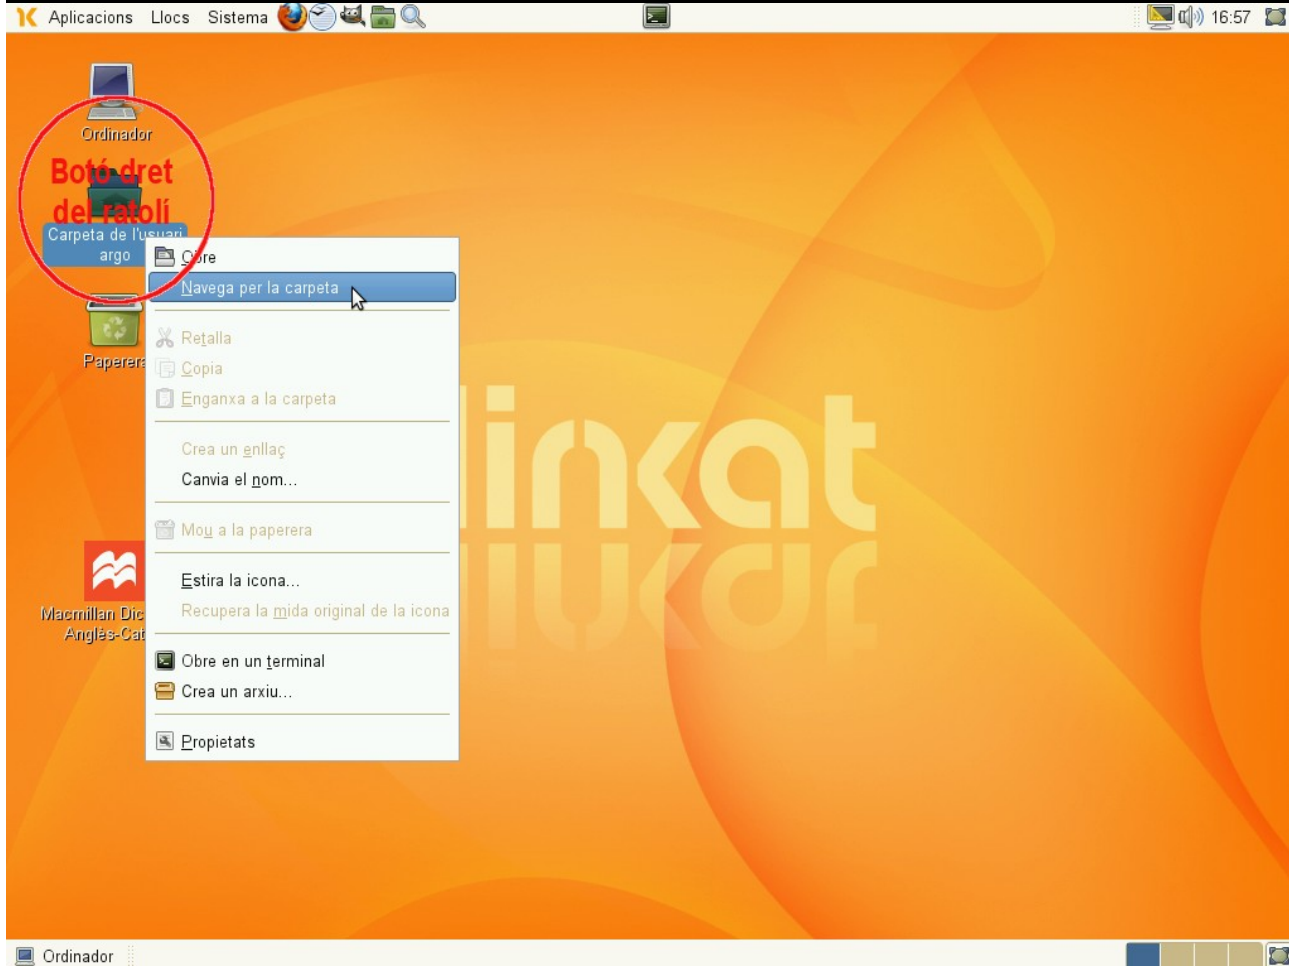 Aplicacions Llocs Sistema
16:57
Ordinador
Botó dret
del ratolí
Carpeta de l'usuari
argo
Obre
Navega per la carpeta
Retalla
Paperera
Copia
Enganxa a la carpeta
Crea un enllaç
Canvia el nom...
Mou a la paperera
Estira la icona...
Macmillan Dic
Recupera la mida original de la icona
Anglès-Cat
Obre en un terminal
Crea un arxiu...
Propietats
linkat
Ordinador